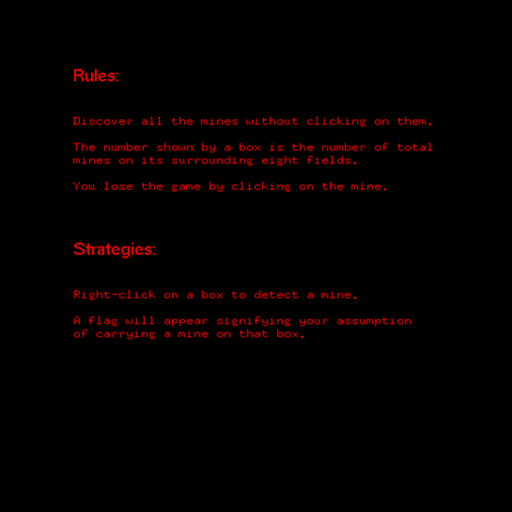 Rules:
Discover all the mines without clicking on them.
The number shown by a box is the number of total
mines on its surrounding eight fields.
You lose the game by clicking on the mine.
Strategies:
Right-click on a box to detect a mine.
A flag will appear signifying your assumption
of carrying a mine on that box.